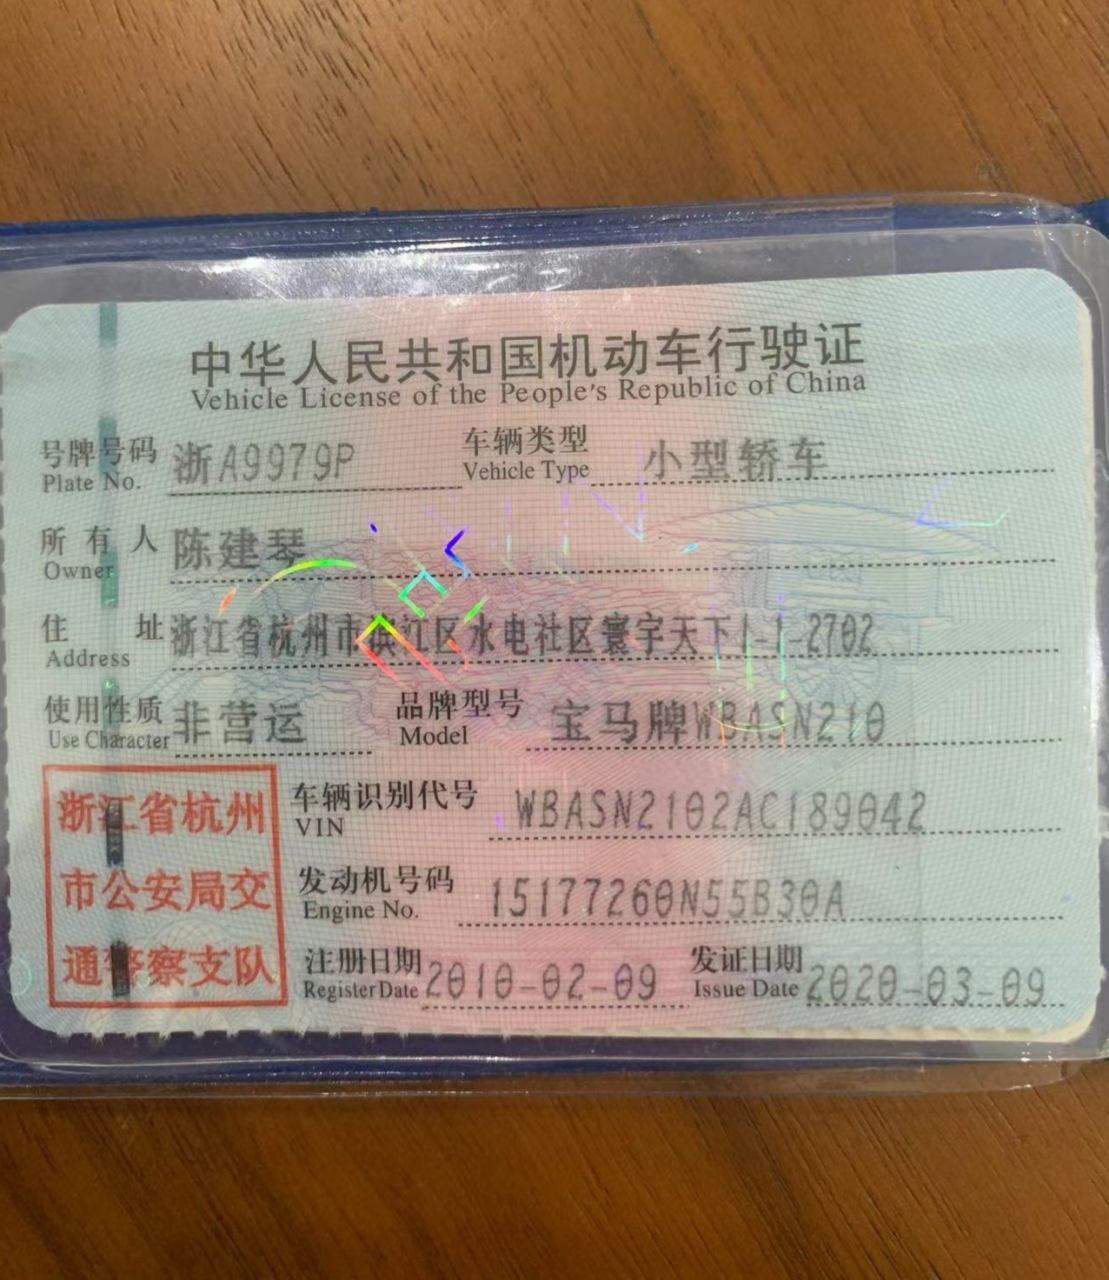 中华人民共和国机动车行驶证
Vehicle License of the People's Republic of China
号牌号码 浙A9979P 车辆类型 小型轿车
Plate No. Vehicle Type
所有人 陈建琴
Owner
住址 浙江省杭州市滨江区水电社区寰宇天下1-1-2702
Address
使用性质 非营运 品牌型号 宝马牌WBASN210
Use Character Model
浙江省杭州
市公安局交
通警察支队
车辆识别代号 WBASN2102AC189042
VIN
发动机号码 15177260N55B30A
Engine No.
注册日期 2010-02-09 发证日期 2020-03-09
Register Date Issue Date